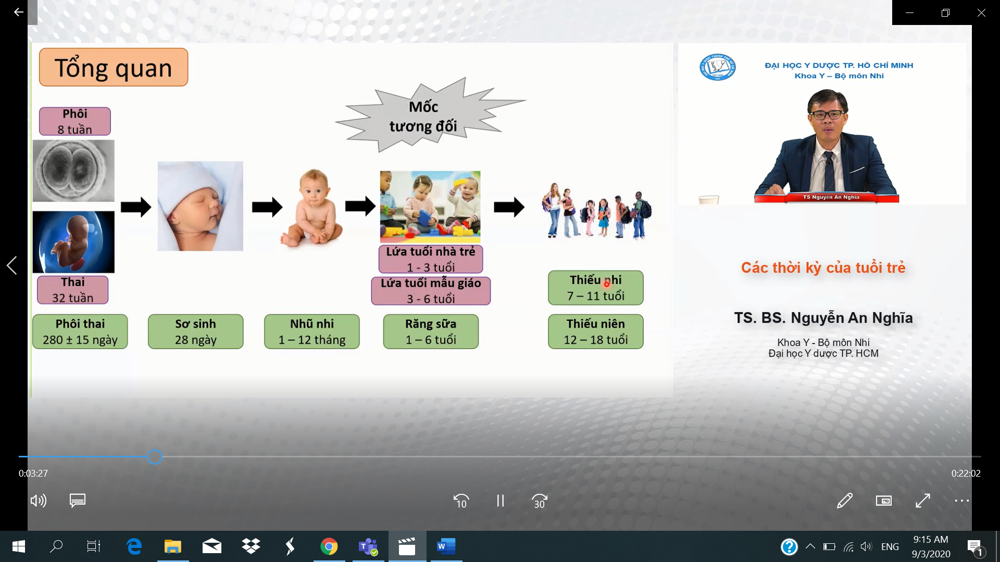 Tổng quan
Mốc
tương đối
Phôi
8 tuần
Thai
32 tuần
Lứa tuổi nhà trẻ
1 - 3 tuổi
Lứa tuổi mẫu giáo
3 - 6 tuổi
Thiếu nhi
7 – 11 tuổi
Phôi thai
280 ± 15 ngày
Sơ sinh
28 ngày
Nhũ nhi
1 – 12 tháng
Răng sữa
1 – 6 tuổi
Thiếu niên
12 – 18 tuổi
ĐẠI HỌC Y DƯỢC TP. HỒ CHÍ MINH
Khoa Y – Bộ môn Nhi
TS Nguyễn An Nghĩa
Các thời kỳ của tuổi trẻ
TS. BS. Nguyễn An Nghĩa
Khoa Y - Bộ môn Nhi
Đại học Y dược TP. HCM
0:03:27
0:22:02
10
30
ENG
9:15 AM
9/3/2020
1